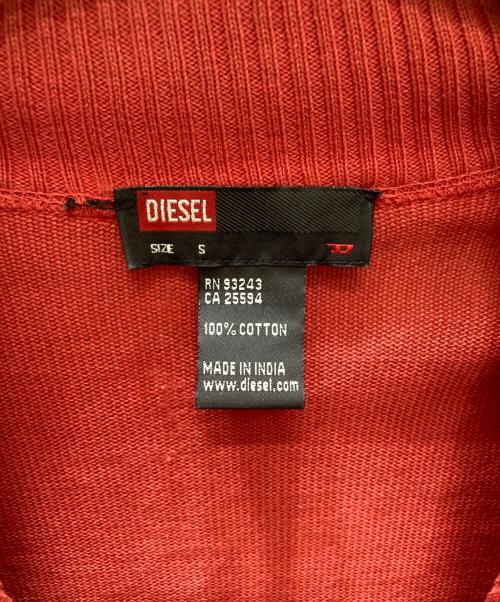 DIESEL
SIZE S
RN 93243
CA 25594
100% COTTON
MADE IN INDIA
www.diesel.com